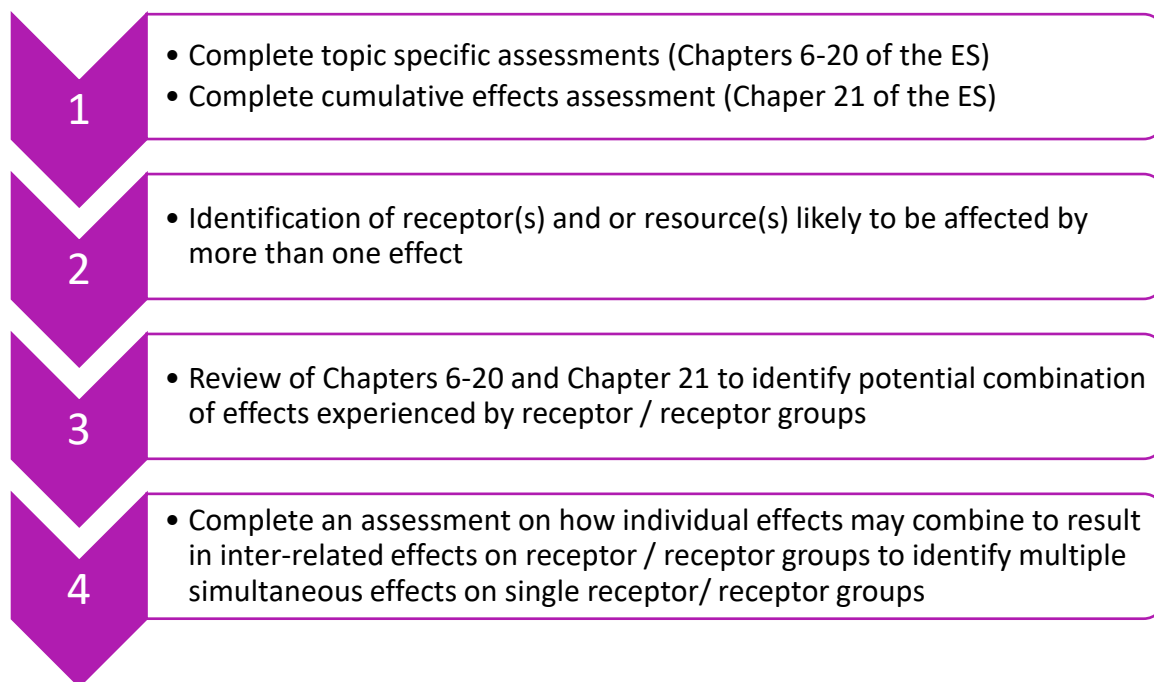 1
• Complete topic specific assessments (Chapters 6-20 of the ES)
• Complete cumulative effects assessment (Chaper 21 of the ES)
2
• Identification of receptor(s) and or resource(s) likely to be affected by
more than one effect
3
• Review of Chapters 6-20 and Chapter 21 to identify potential combination
of effects experienced by receptor / receptor groups
4
• Complete an assessment on how individual effects may combine to result
in inter-related effects on receptor / receptor groups to identify multiple
simultaneous effects on single receptor/ receptor groups